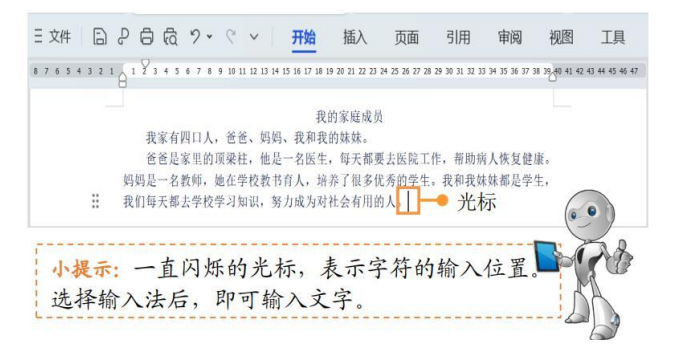 三 文件 开始 插入 页面 引用 审阅 视图 工具
8 7 6 5 4 3 2 1 1 2 3 4 5 6 7 8 9 10 11 12 13 14 15 16 17 18 19 20 21 22 23 24 25 26 27 28 29 30 31 32 33 34 35 36 37 38 39 40 41 42 43 44 45 46 47
我的家庭成员
我家有四口人，爸爸、妈妈、我和我的妹妹。
爸爸是家里的顶梁柱，他是一名医生，每天都要去医院工作，帮助病人恢复健康。
妈妈是一名教师，她在学校教书育人，培养了很多优秀的学生。我和我妹妹都是学生，
我们每天都去学校学习知识，努力成为对社会有用的人。 光标
小提示：一直闪烁的光标，表示字符的输入位置。
选择输入法后，即可输入文字。